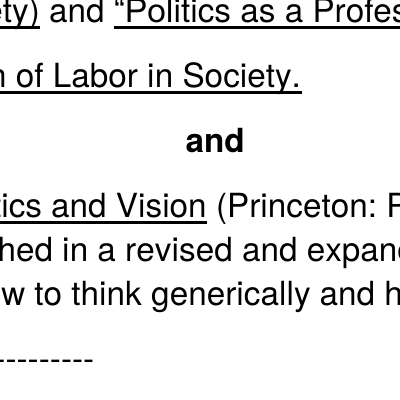 ety) and “Politics as a Profes
n of Labor in Society.
and
tics and Vision (Princeton: P
hed in a revised and expan
w to think generically and h
---------